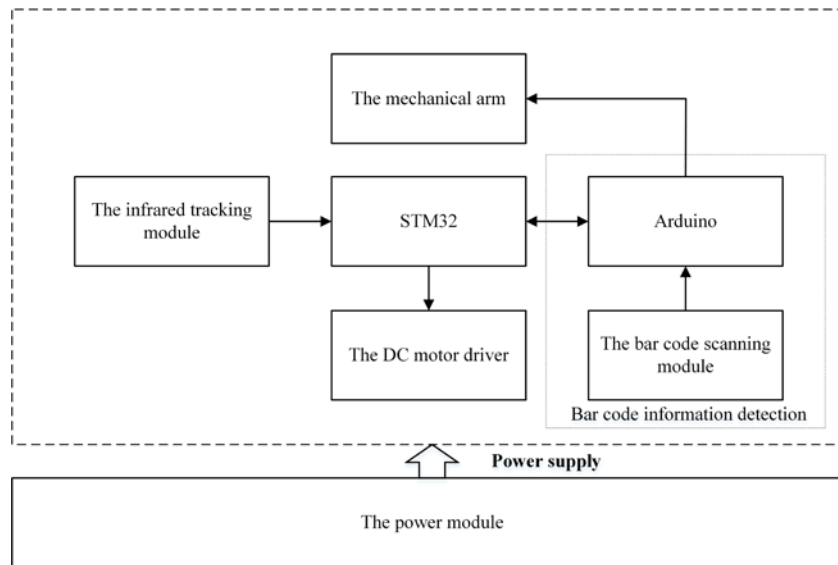 The mechanical arm
The infrared tracking
module
STM32
Arduino
The DC motor driver
The bar code scanning
module
Bar code information detection
Power supply
The power module